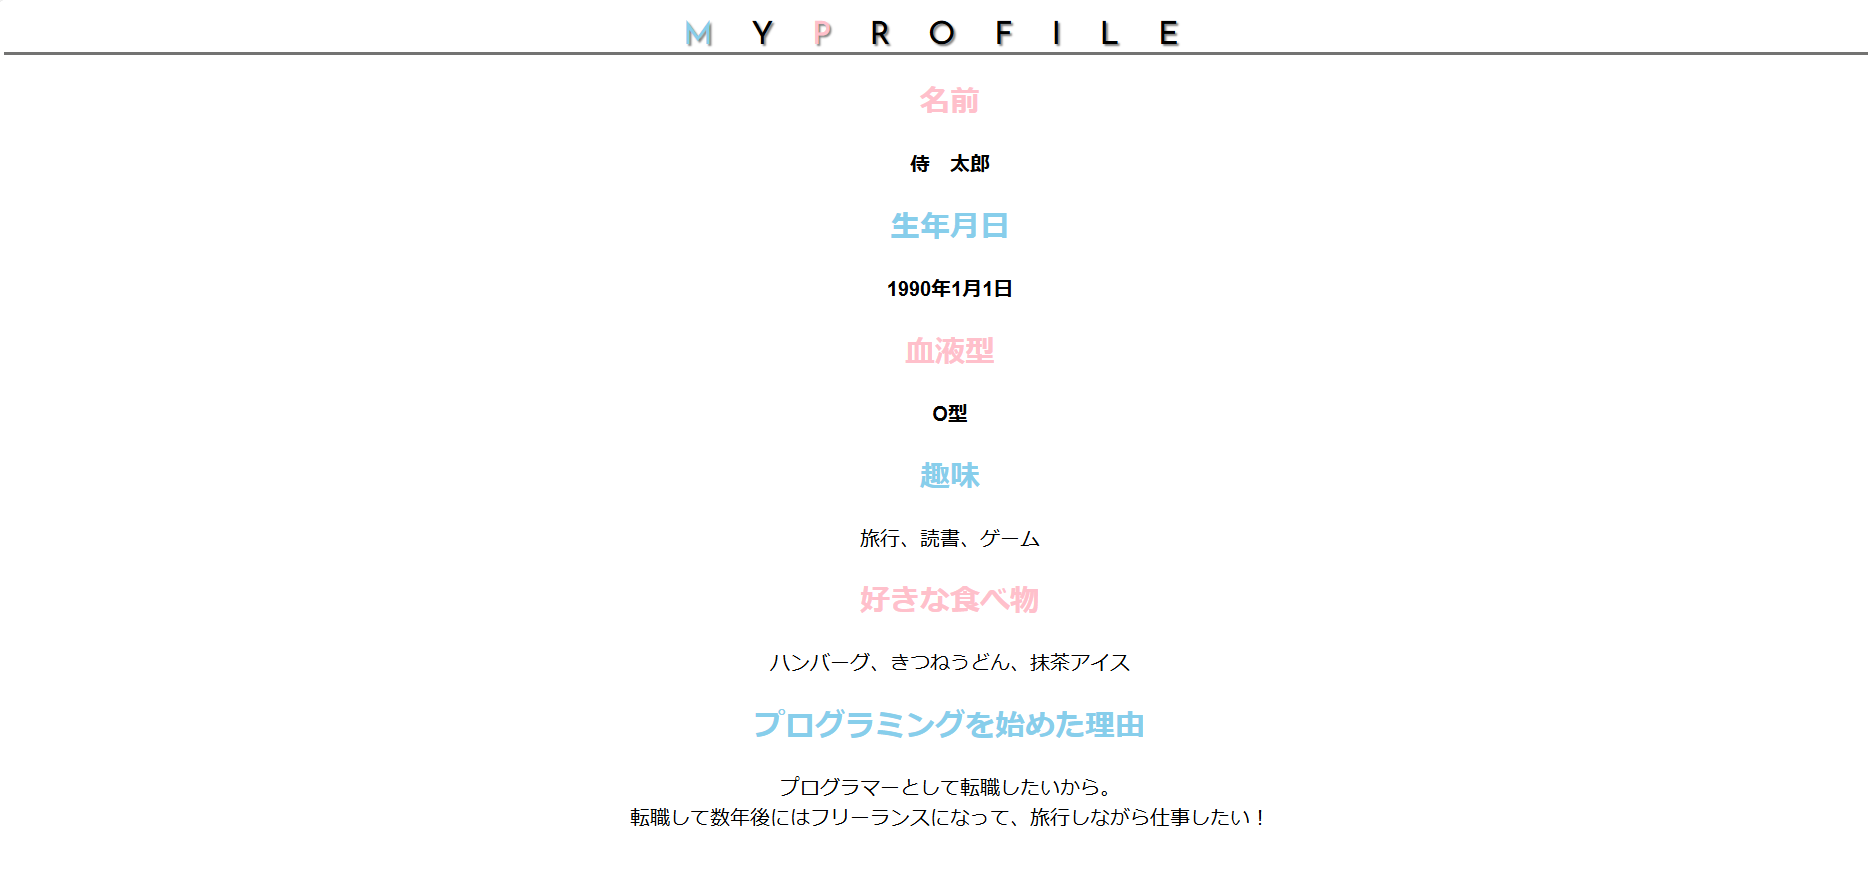 MY PROFILE
名前
侍　太郎
生年月日
1990年1月1日
血液型
O型
趣味
旅行、読書、ゲーム
好きな食べ物
ハンバーグ、きつねうどん、抹茶アイス
プログラミングを始めた理由
プログラマーとして転職したいから。
転職して数年後にはフリーランスになって、旅行しながら仕事したい！